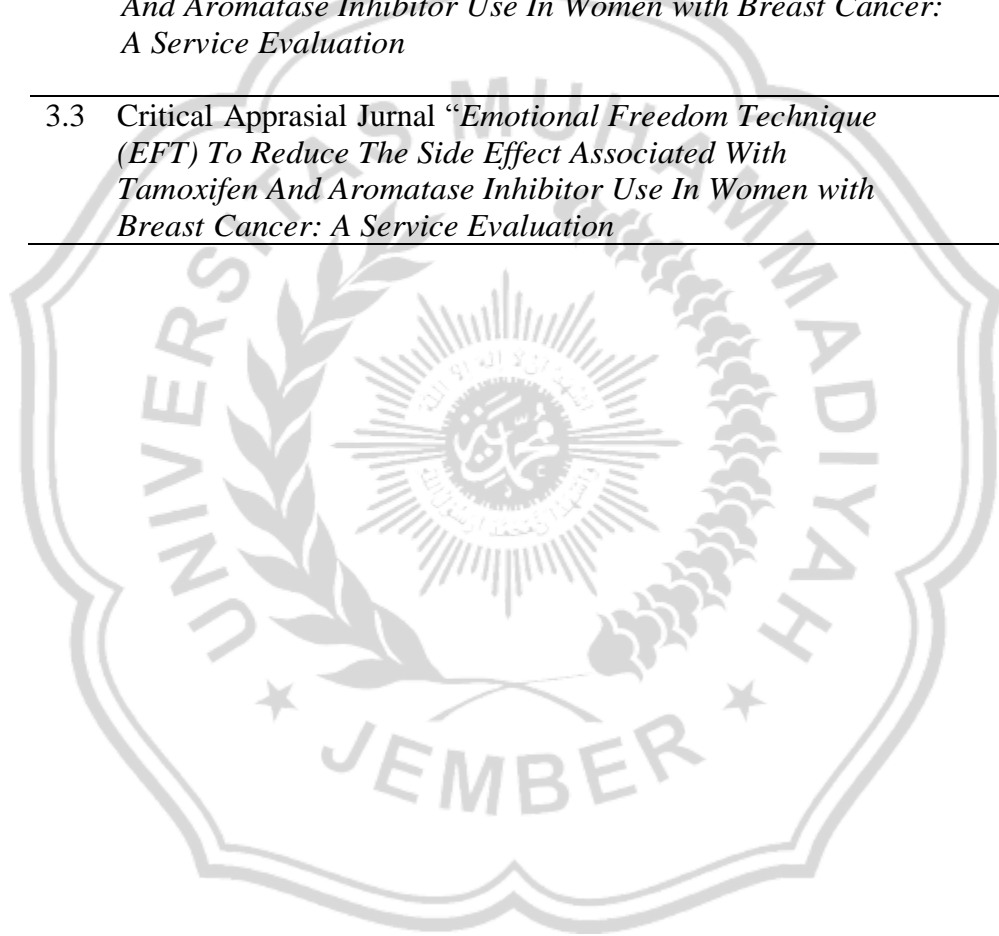 And Aromatase Inhibitor Use In Women with Breast Cancer:
A Service Evaluation
3.3 Critical Apprasial Jurnal “Emotional Freedom Technique
(EFT) To Reduce The Side Effect Associated With
Tamoxifen And Aromatase Inhibitor Use In Women with
Breast Cancer: A Service Evaluation
UNIVERSITAS MUHAMMADIYAH
JEMBER